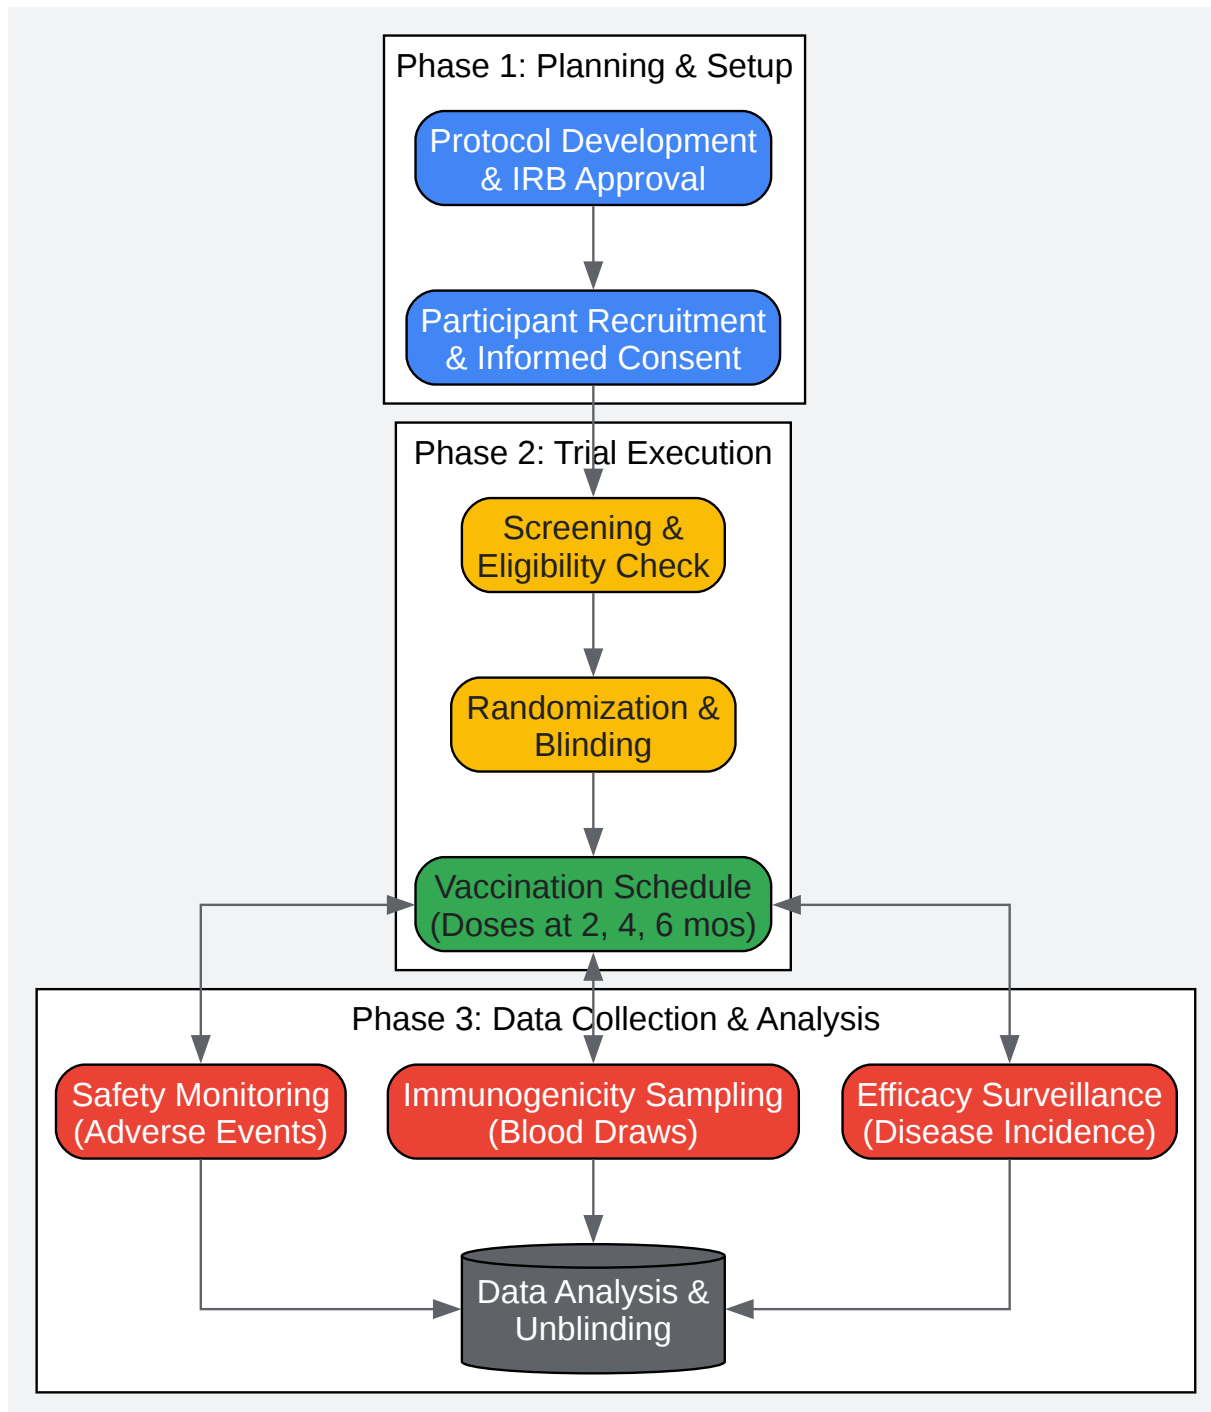 Phase 1: Planning & Setup
Protocol Development
& IRB Approval
Participant Recruitment
& Informed Consent
Phase 2: Trial Execution
Screening &
Eligibility Check
Randomization &
Blinding
Vaccination Schedule
(Doses at 2, 4, 6 mos)
Phase 3: Data Collection & Analysis
Safety Monitoring
(Adverse Events)
Immunogenicity Sampling
(Blood Draws)
Efficacy Surveillance
(Disease Incidence)
Data Analysis &
Unblinding